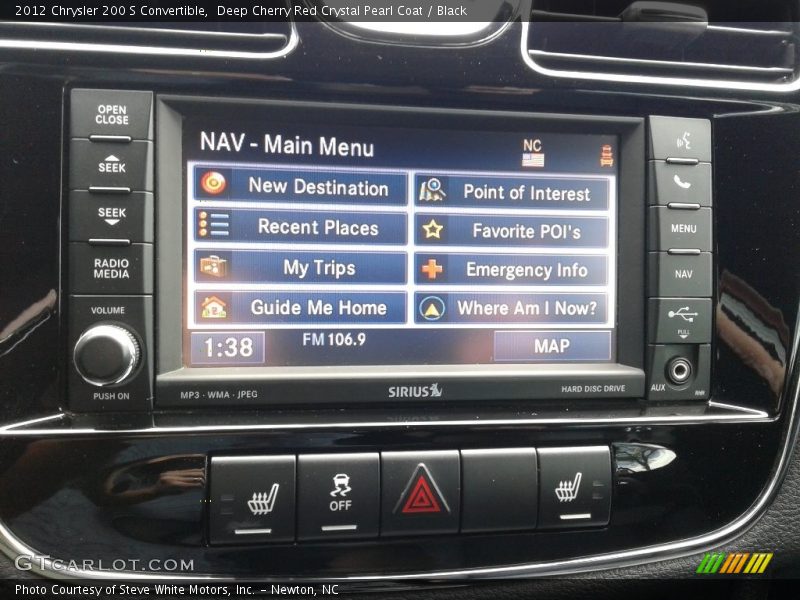 2012 Chrysler 200 S Convertible,  Deep Cherry Red Crystal Pearl Coat / Black
OPEN
CLOSE
SEEK
SEEK
RADIO
MEDIA
VOLUME
PUSH ON
NAV - Main Menu
NC
New Destination
Point of Interest
Recent Places
Favorite POI's
My Trips
Emergency Info
Guide Me Home
Where Am I Now?
1:38
FM 106.9
MAP
MP3 · WMA · JPEG
SIRIUS
HARD DISC DRIVE
MENU
NAV
PULL
AUX
OFF
GTCARLOT.COM
Photo Courtesy of Steve White Motors, Inc. – Newton, NC